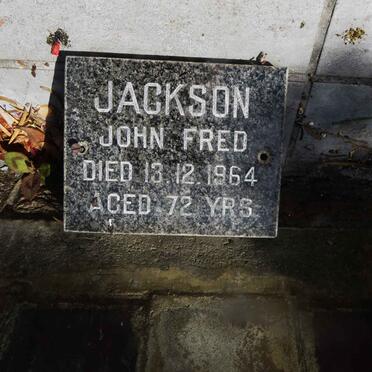 JACKSON
JOHN FRED
DIED 13.12.1964
AGED 72 YRS.